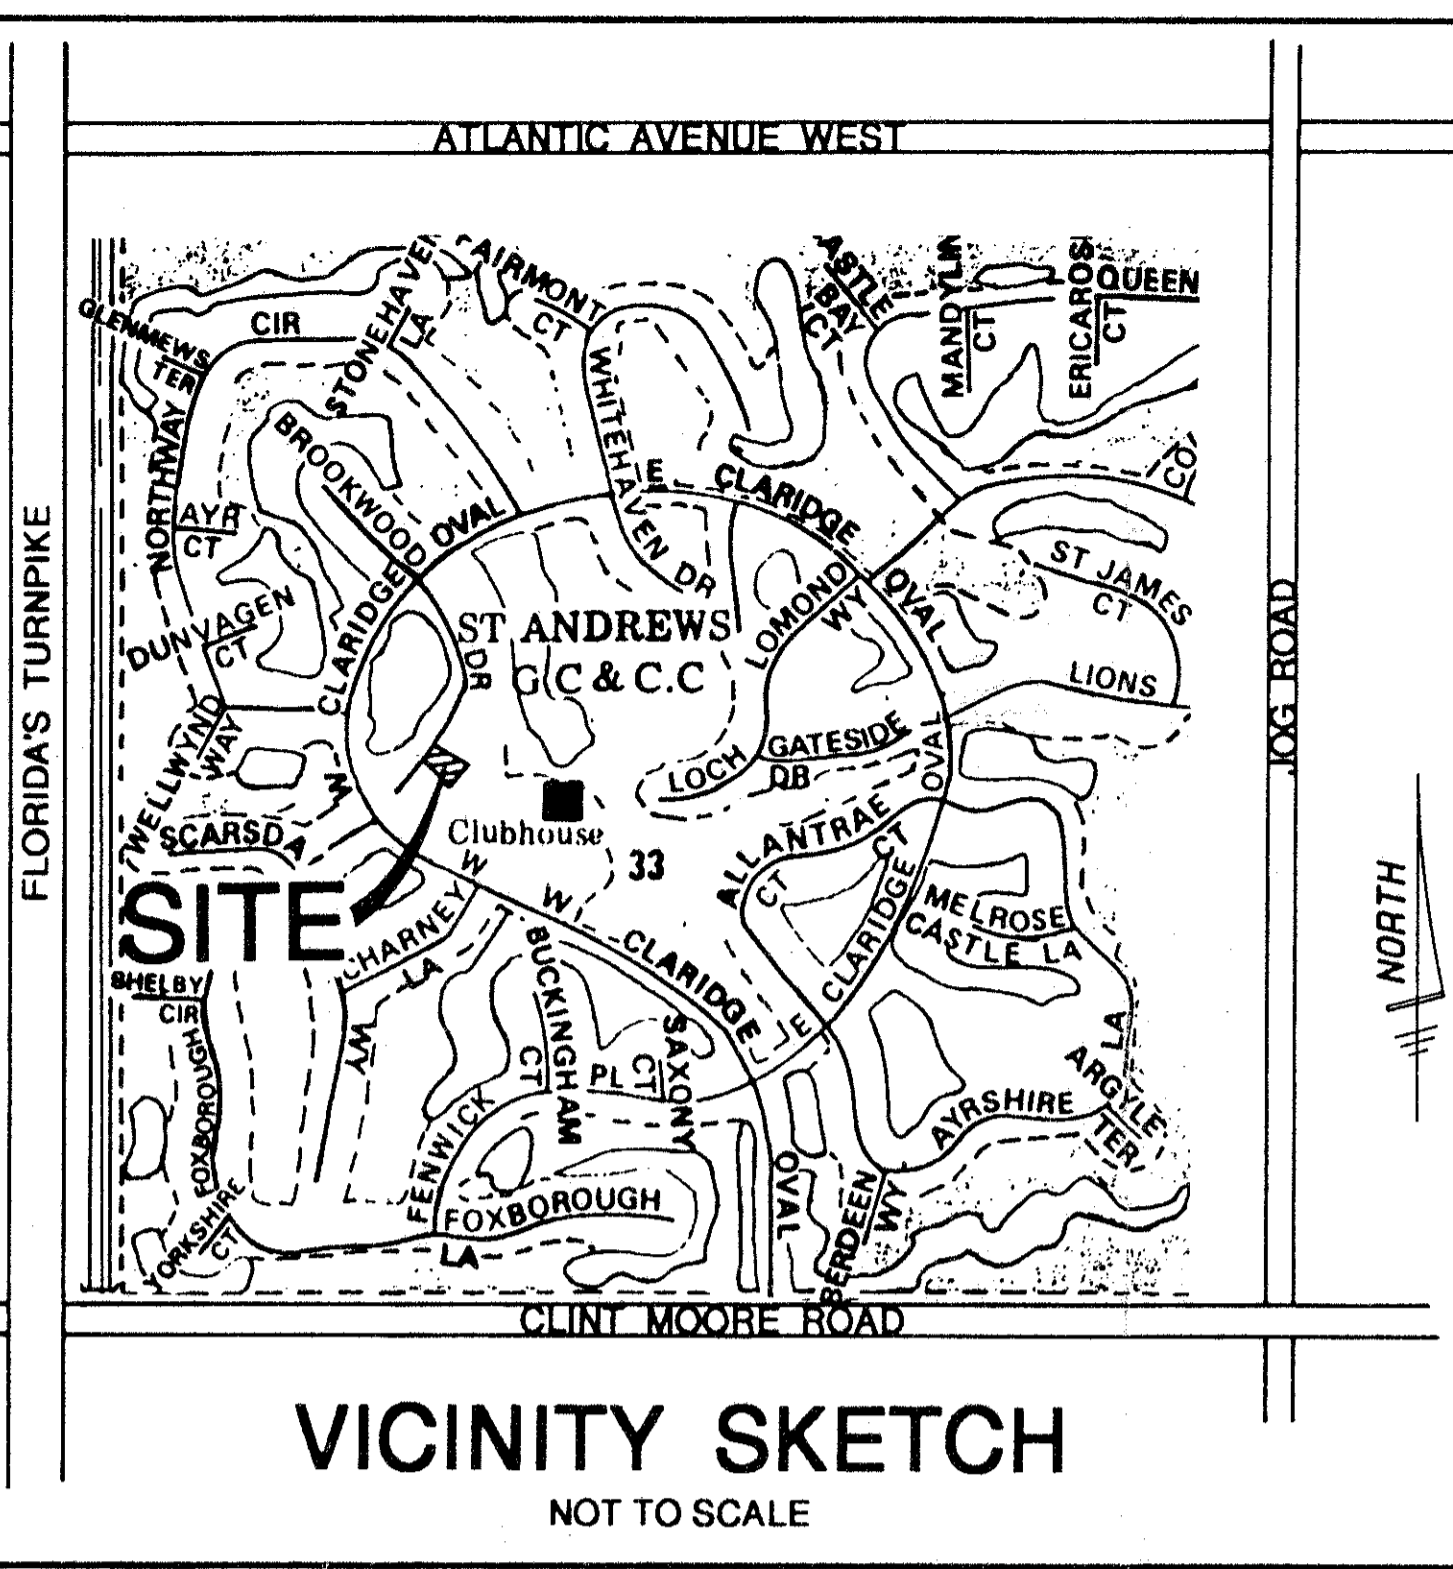 ATLANTIC AVENUE WEST
FLORIDA'S TURNPIKE
JOG ROAD
NORTH
GLENMEWS
TER
CIR
NORTHWAY
STONEHAVEN
LA
FAIRMONT
CT
WHITEHAVEN DR
ASTLE
BAY
CT
MANDYLIN
CT
ERICAROS
CT
QUEEN
CO
BROOKWOOD
DR
AYR
CT
DUNVAGEN
CT
CLARIDGE OVAL
E CLARIDGE OVAL
ST JAMES
CT
LIONS
ST ANDREWS
G.C & C.C
LOMOND
WY
LOCH
GATESIDE
DR
OVAL
WELLWYND
WAY
W
SCARSDA
Clubhouse
33
ALLANTRAE
CT
CT
CLARIDGE
CLARIDGE
E
MELROSE
CASTLE LA
SITE
CHARNEY
LA
W
W CLARIDGE
OVAL
BUCKINGHAM
CT
SAXONY
CT
PL
FENWICK
SHELBY
CIR
WY
FOXBOROUGH
YORKSHIRE
CT
FOXBOROUGH
LA
LA
ARGYLE
TER
AYRSHIRE
BERDEEN
WY
CLINT MOORE ROAD
VICINITY SKETCH
NOT TO SCALE